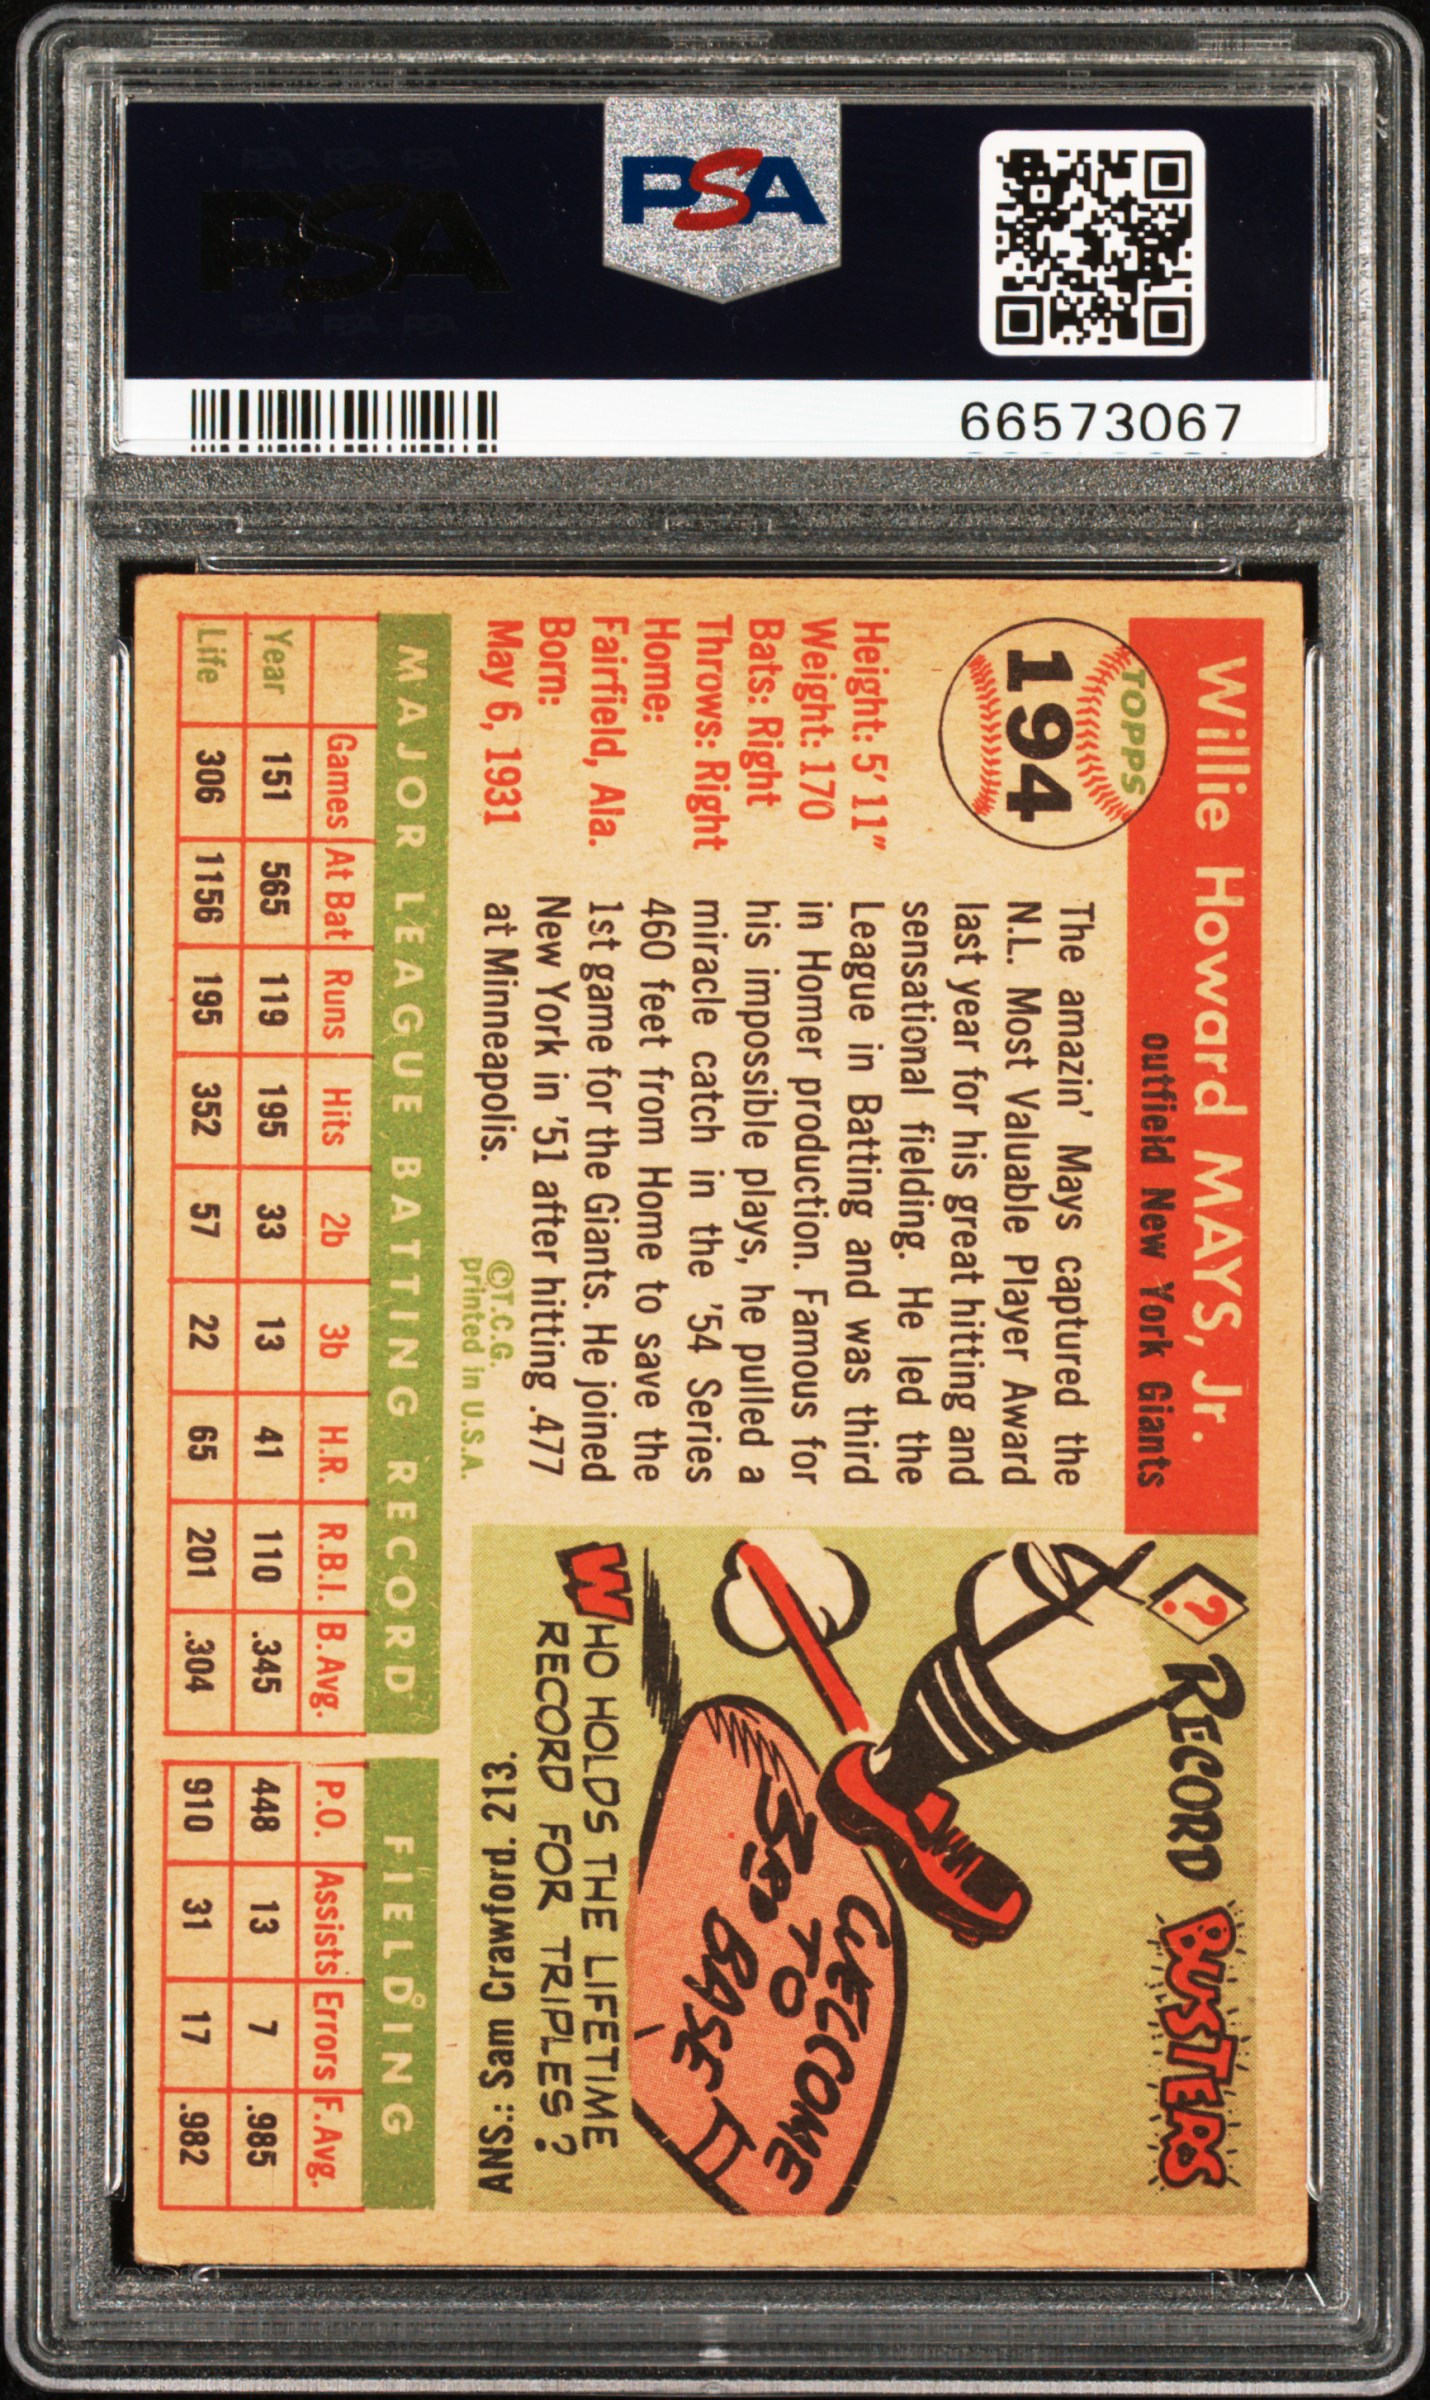 PSA
PSA PSA PSA
PSA
PSA PSA PSA
66573067
Willie Howard MAYS, Jr.
outfield New York Giants
TOPPS
194
Height: 5' 11"
Weight: 170
Bats: Right
Throws: Right
Home:
Fairfield, Ala.
Born:
May 6, 1931
The amazin' Mays captured the
N.L. Most Valuable Player Award
last year for his great hitting and
sensational fielding. He led the
League in Batting and was third
in Homer production. Famous for
his impossible plays, he pulled a
miracle catch in the '54 Series
460 feet from Home to save the
1st game for the Giants. He joined
New York in '51 after hitting .477
at Minneapolis.
©T.C.G.
printed in U.S.A.
? RECORD BUSTERS
WELCOME
TO
3RD
BASE!!
WHO HOLDS THE LIFETIME
RECORD FOR TRIPLES?
ANS.: Sam Crawford. 213.
MAJOR LEAGUE BATTING RECORD FIELDING
Games At Bat Runs Hits 2b 3b H.R. R.B.I. B.Avg. P.O. Assists Errors F.Avg.
Year 151 565 119 195 33 13 41 110 .345 448 13 7 .985
Life 306 1156 195 352 57 22 65 201 .304 910 31 17 .982